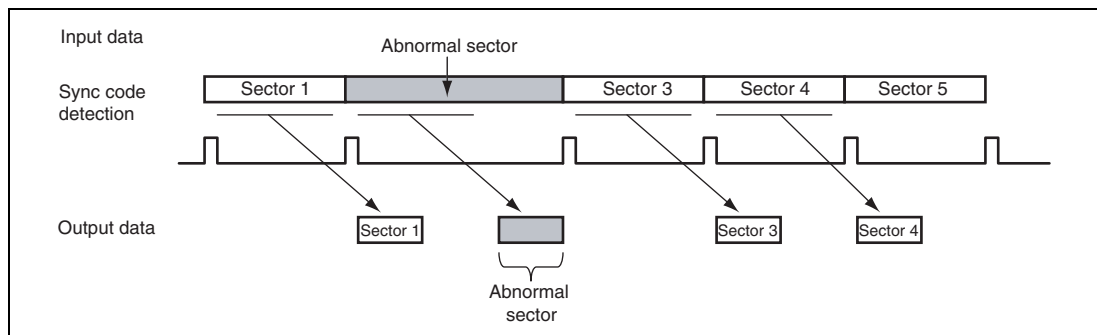 Input data
Abnormal sector
Sync code
detection
Sector 1
Sector 3
Sector 4
Sector 5
Output data
Sector 1
Sector 3
Sector 4
Abnormal
sector